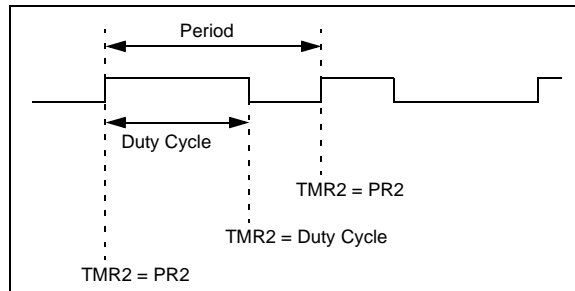 Period
Duty Cycle
TMR2 = PR2
TMR2 = Duty Cycle
TMR2 = PR2